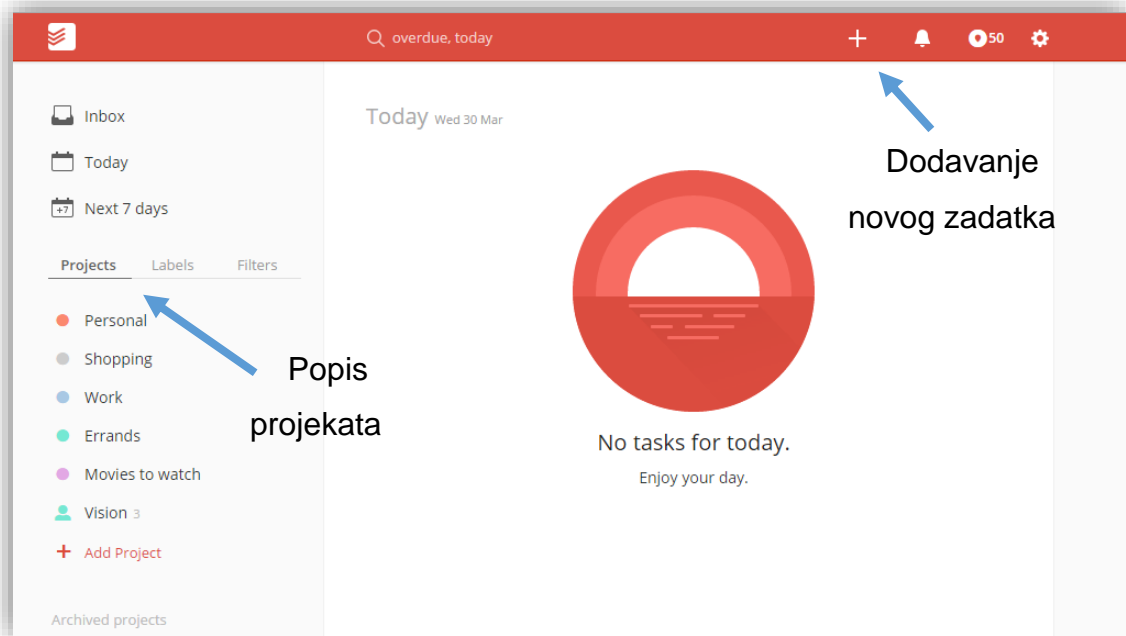 overdue, today
50
Inbox
Today
+7 Next 7 days
Projects Labels Filters
Personal
Shopping
Work
Errands
Movies to watch
Vision 3
+ Add Project
Archived projects
Today Wed 30 Mar
No tasks for today.
Enjoy your day.
Dodavanje
novog zadatka
Popis
projekata